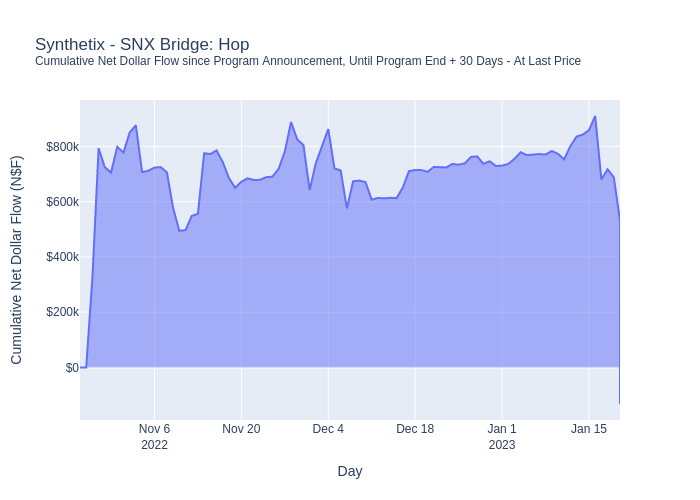 Synthetix - SNX Bridge: Hop
Cumulative Net Dollar Flow since Program Announcement, Until Program End + 30 Days - At Last Price
Cumulative Net Dollar Flow (N$F)
$800k
$600k
$400k
$200k
$0
Nov 6
2022
Nov 20
Dec 4
Dec 18
Jan 1
2023
Jan 15
Day